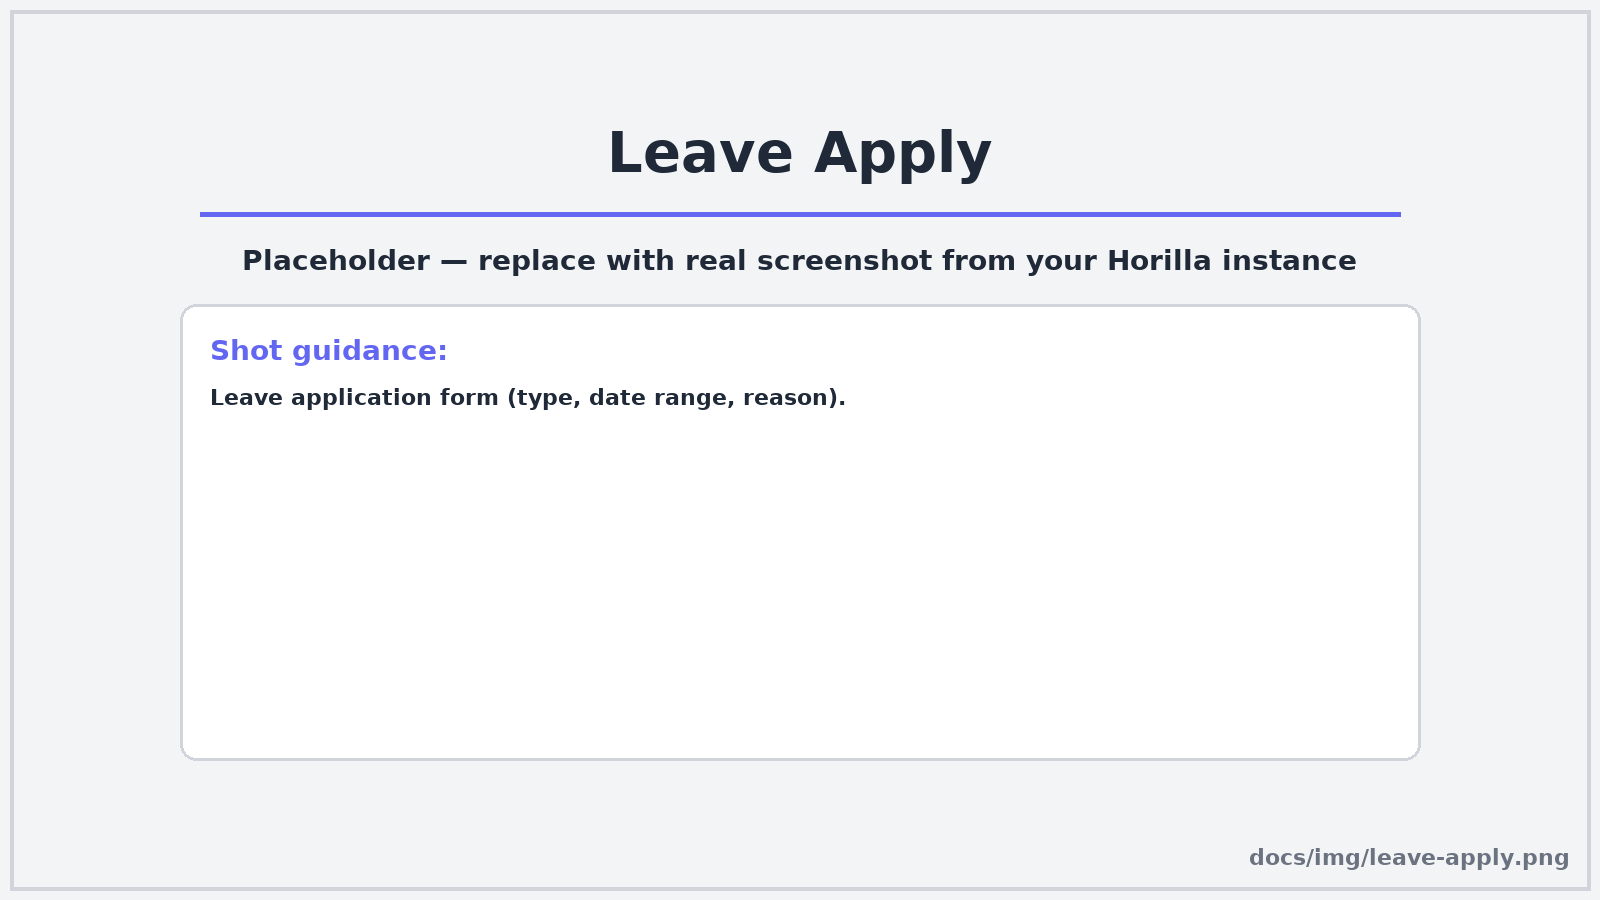 Leave Apply
Placeholder — replace with real screenshot from your Horilla instance
Shot guidance:
Leave application form (type, date range, reason).
docs/img/leave-apply.png